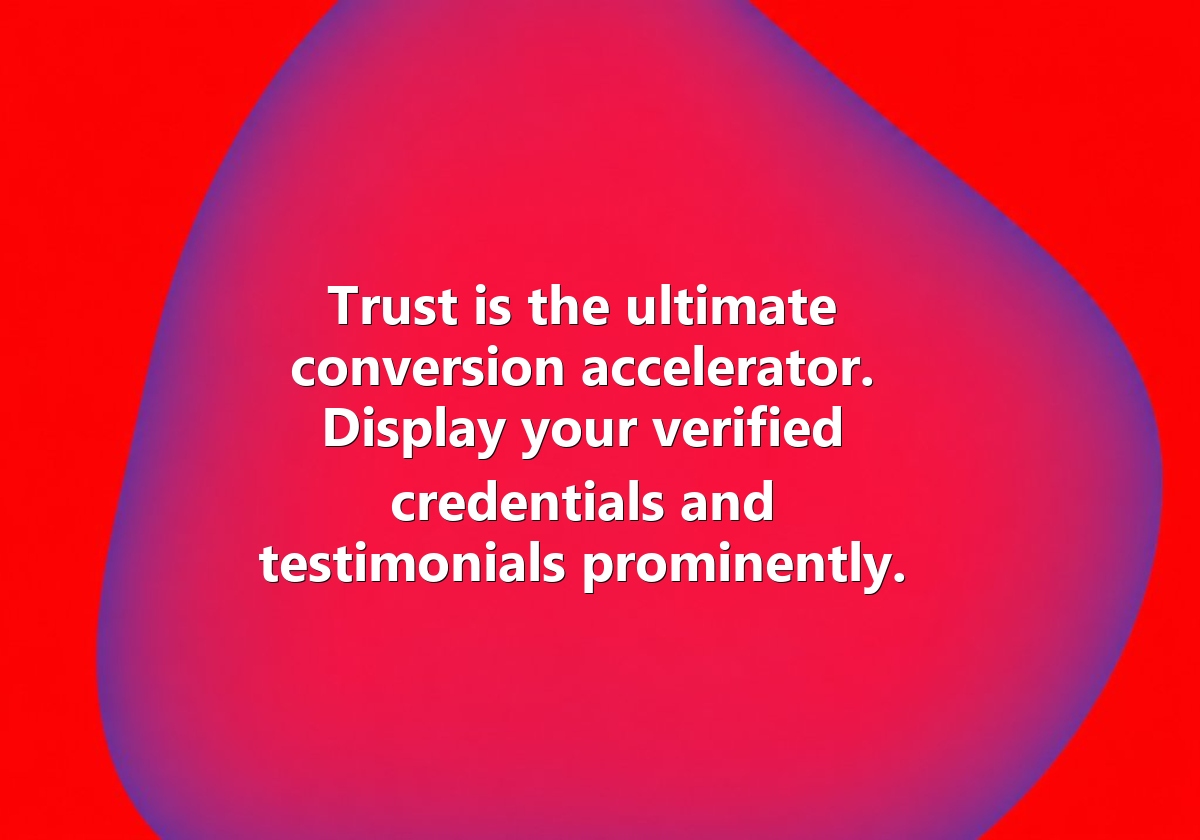 Trust is the ultimate
conversion accelerator.
Display your verified
credentials and
testimonials prominently.